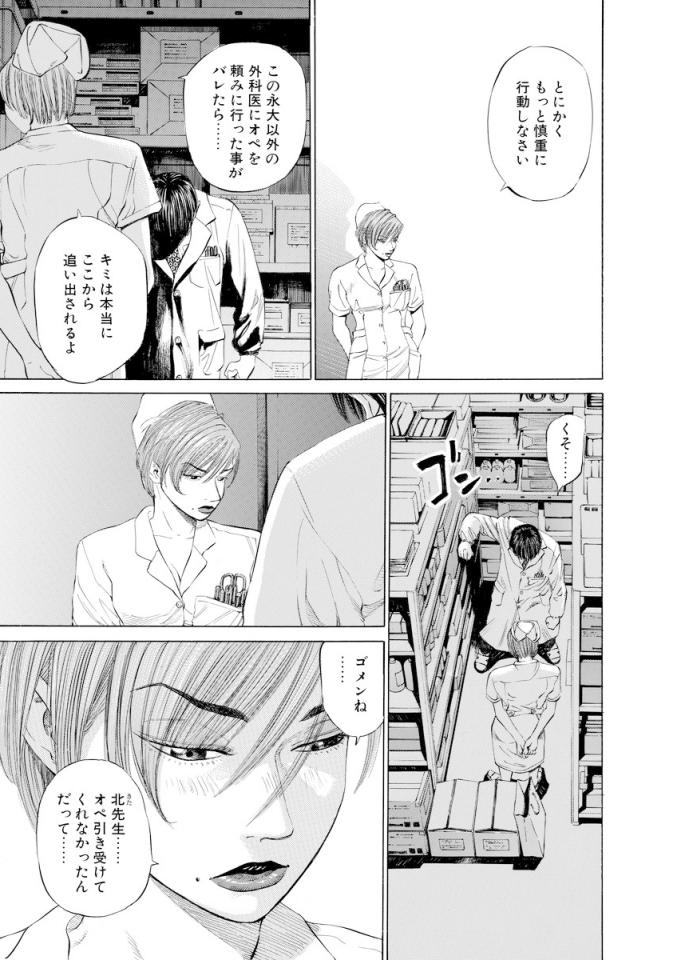 とにかく
もっと慎重に
行動しなさい
この永大以外の
外科医にオペを
頼みに行った事が
バレたら……
キミは本当に
ここから
追い出されるよ
くそ……
ゴン
ゴメンね
……
北先生……
きた
オペ引き受けて
くれなかったん
だって……